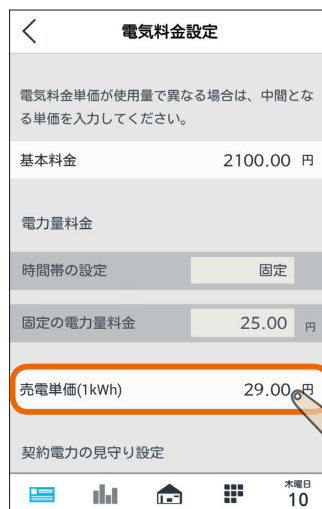 電気料金設定
電気料金単価が使用量で異なる場合は、中間とな
る単価を入力してください。
基本料金 2100.00 円
電力量料金
時間帯の設定 固定
固定の電力量料金 25.00 円
売電単価(1kWh) 29.00 円
契約電力の見守り設定
木曜日
10